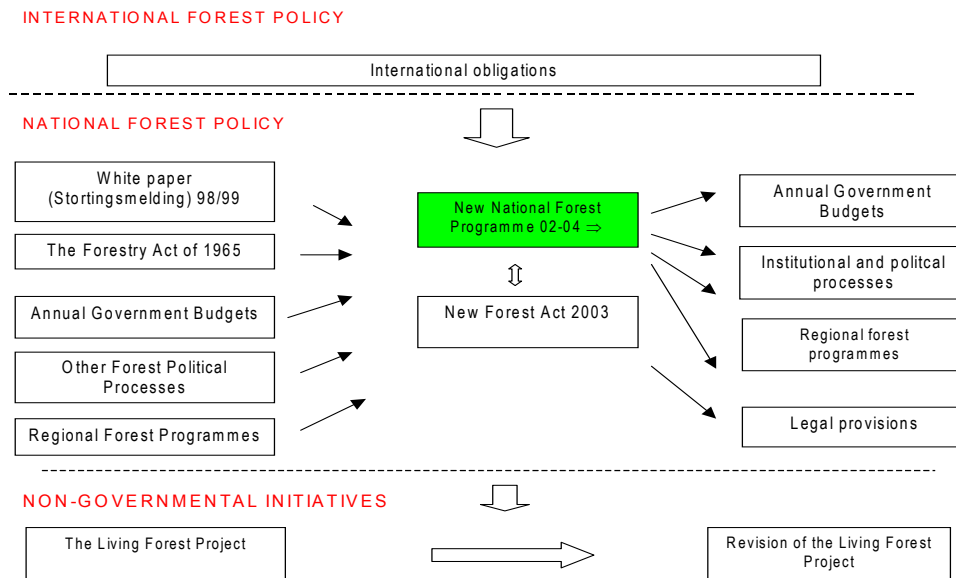 INTERNATIONAL FOREST POLICY
International obligations
NATIONAL FOREST POLICY
White paper
(Stortingsmelding) 98/99
The Forestry Act of 1965
Annual Government Budgets
Other Forest Political
Processes
Regional Forest Programmes
New National Forest
Programme 02-04 ⇒
New Forest Act 2003
Annual Government
Budgets
Institutional and politcal
processes
Regional forest
programmes
Legal provisions
NON-GOVERNMENTAL INITIATIVES
The Living Forest Project
Revision of the Living Forest
Project